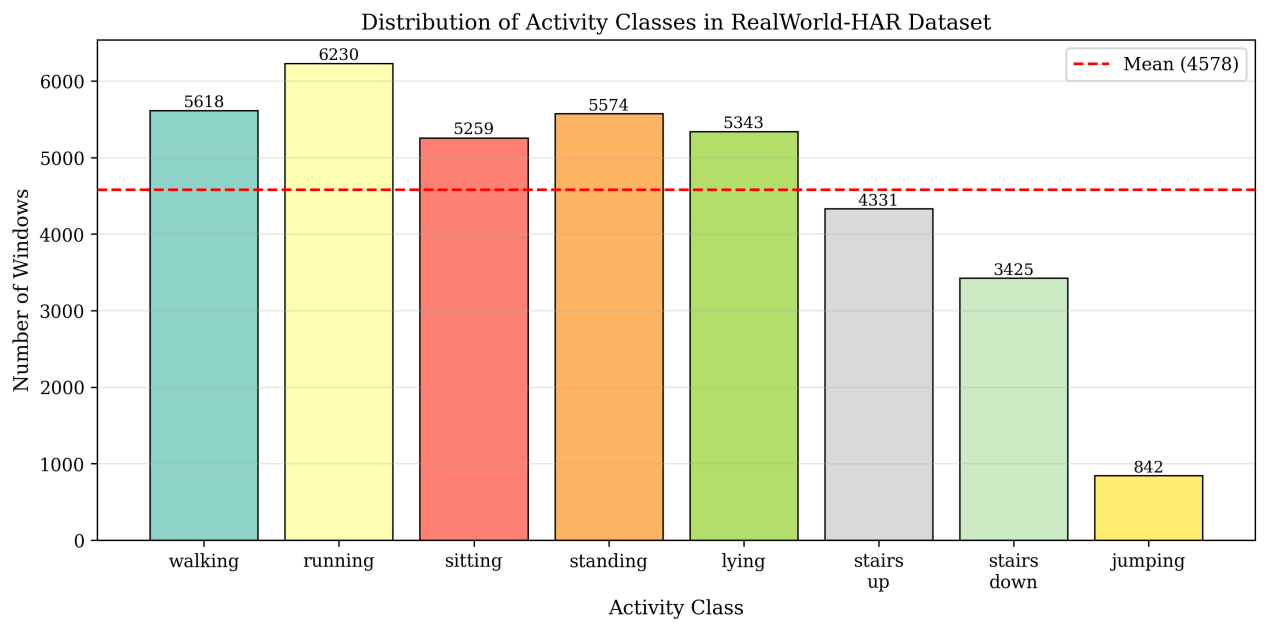 Distribution of Activity Classes in RealWorld-HAR Dataset
Mean (4578)
Number of Windows
6000
5000
4000
3000
2000
1000
0
5618
6230
5259
5574
5343
4331
3425
842
walking
running
sitting
standing
lying
stairs
up
stairs
down
jumping
Activity Class